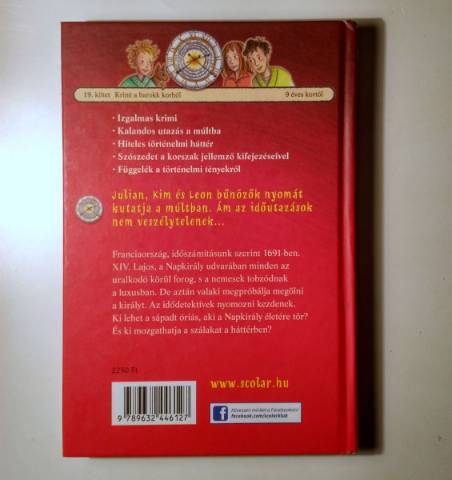 19. kötet Krimi a barokk korból
9 éves kortól
• Izgalmas krimi
• Kalandos utazás a múltba
• Hiteles történelmi háttér
• Szószedet a korszak jellemző kifejezéseivel
• Függelék a történelmi tényekről
Julian, Kim és Leon bűnözők nyomát
kutatja a múltban. Ám az időutazások
nem veszélytelenek...
Franciaország, időszámításunk szerint 1691-ben.
XIV. Lajos, a Napkirály udvarában minden az
uralkodó körül forog, s a nemesek tobzódnak
a luxusban. De aztán valaki megpróbálja megölni
a királyt. Az idődetektívek nyomozni kezdenek.
Ki lehet a sápadt óriás, aki a Napkirály életére tör?
És ki mozgathatja a szálakat a háttérben?
2250 Ft
www.scolar.hu
9 789632 446127
facebook.com/scolarkiado